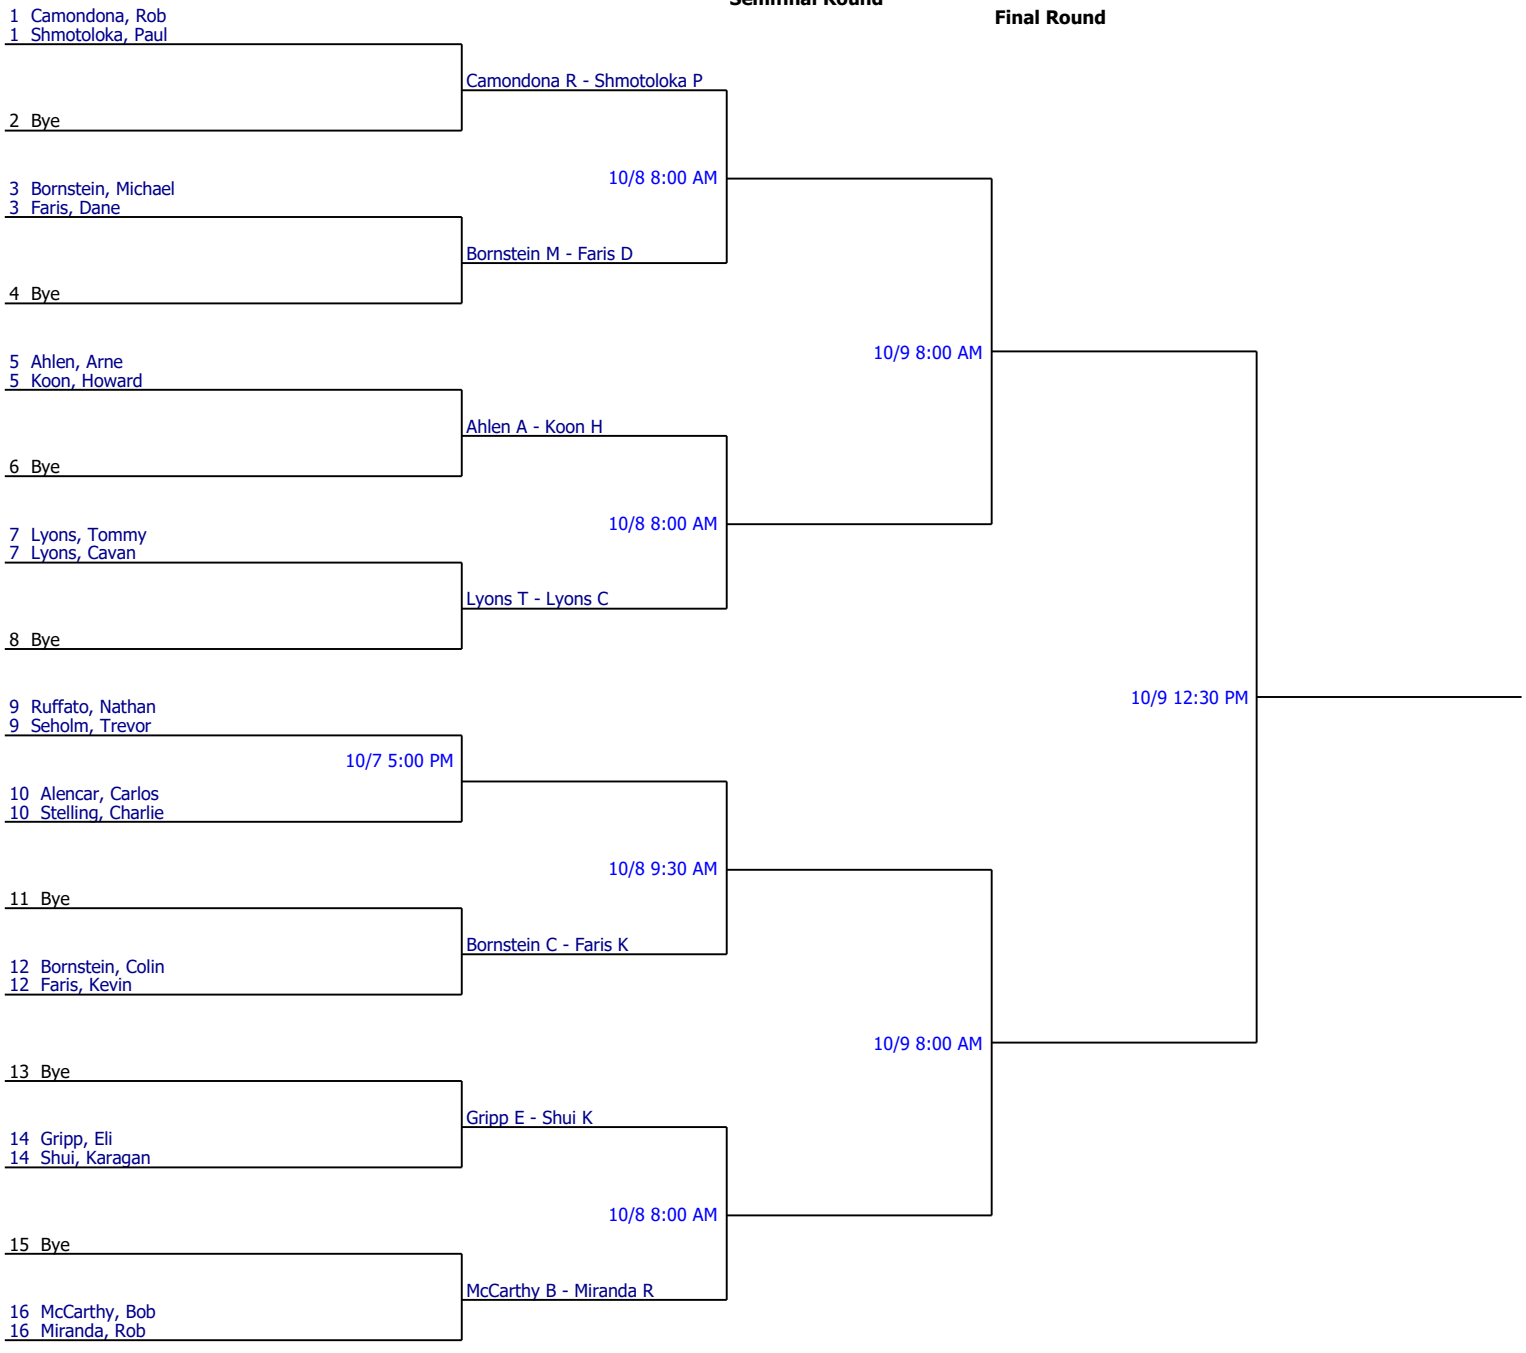 Semifinal Round
Final Round
1 Camondona, Rob
1 Shmotoloka, Paul
Camondona R - Shmotoloka P
2 Bye
10/8 8:00 AM
3 Bornstein, Michael
3 Faris, Dane
Bornstein M - Faris D
4 Bye
10/9 8:00 AM
5 Ahlen, Arne
5 Koon, Howard
Ahlen A - Koon H
6 Bye
10/8 8:00 AM
7 Lyons, Tommy
7 Lyons, Cavan
Lyons T - Lyons C
8 Bye
10/9 12:30 PM
9 Ruffato, Nathan
9 Seholm, Trevor
10/7 5:00 PM
10 Alencar, Carlos
10 Stelling, Charlie
10/8 9:30 AM
11 Bye
Bornstein C - Faris K
12 Bornstein, Colin
12 Faris, Kevin
10/9 8:00 AM
13 Bye
Gripp E - Shui K
14 Gripp, Eli
14 Shui, Karagan
10/8 8:00 AM
15 Bye
McCarthy B - Miranda R
16 McCarthy, Bob
16 Miranda, Rob